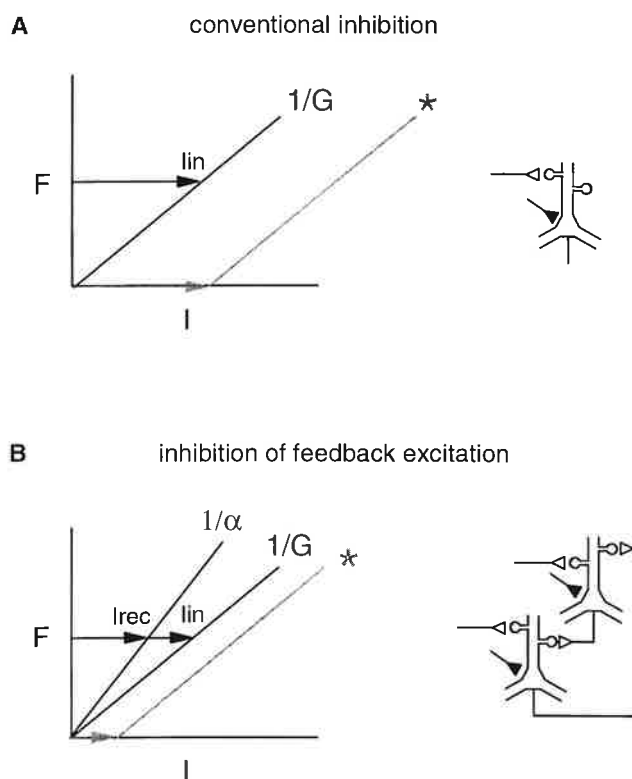 A
conventional inhibition
1/G
*
Iin
F
I
B
inhibition of feedback excitation
1/α
1/G
*
Irec
Iin
F
I